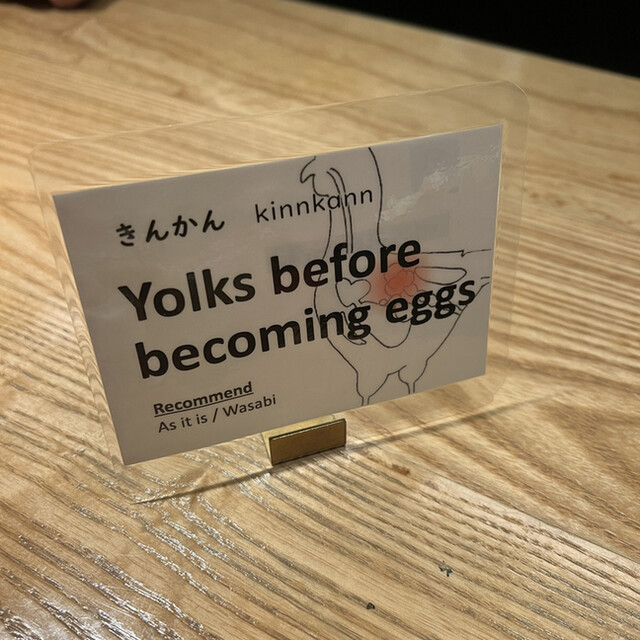 きんかん kinnkann
Yolks before
becoming eggs
Recommend
As it is / Wasabi